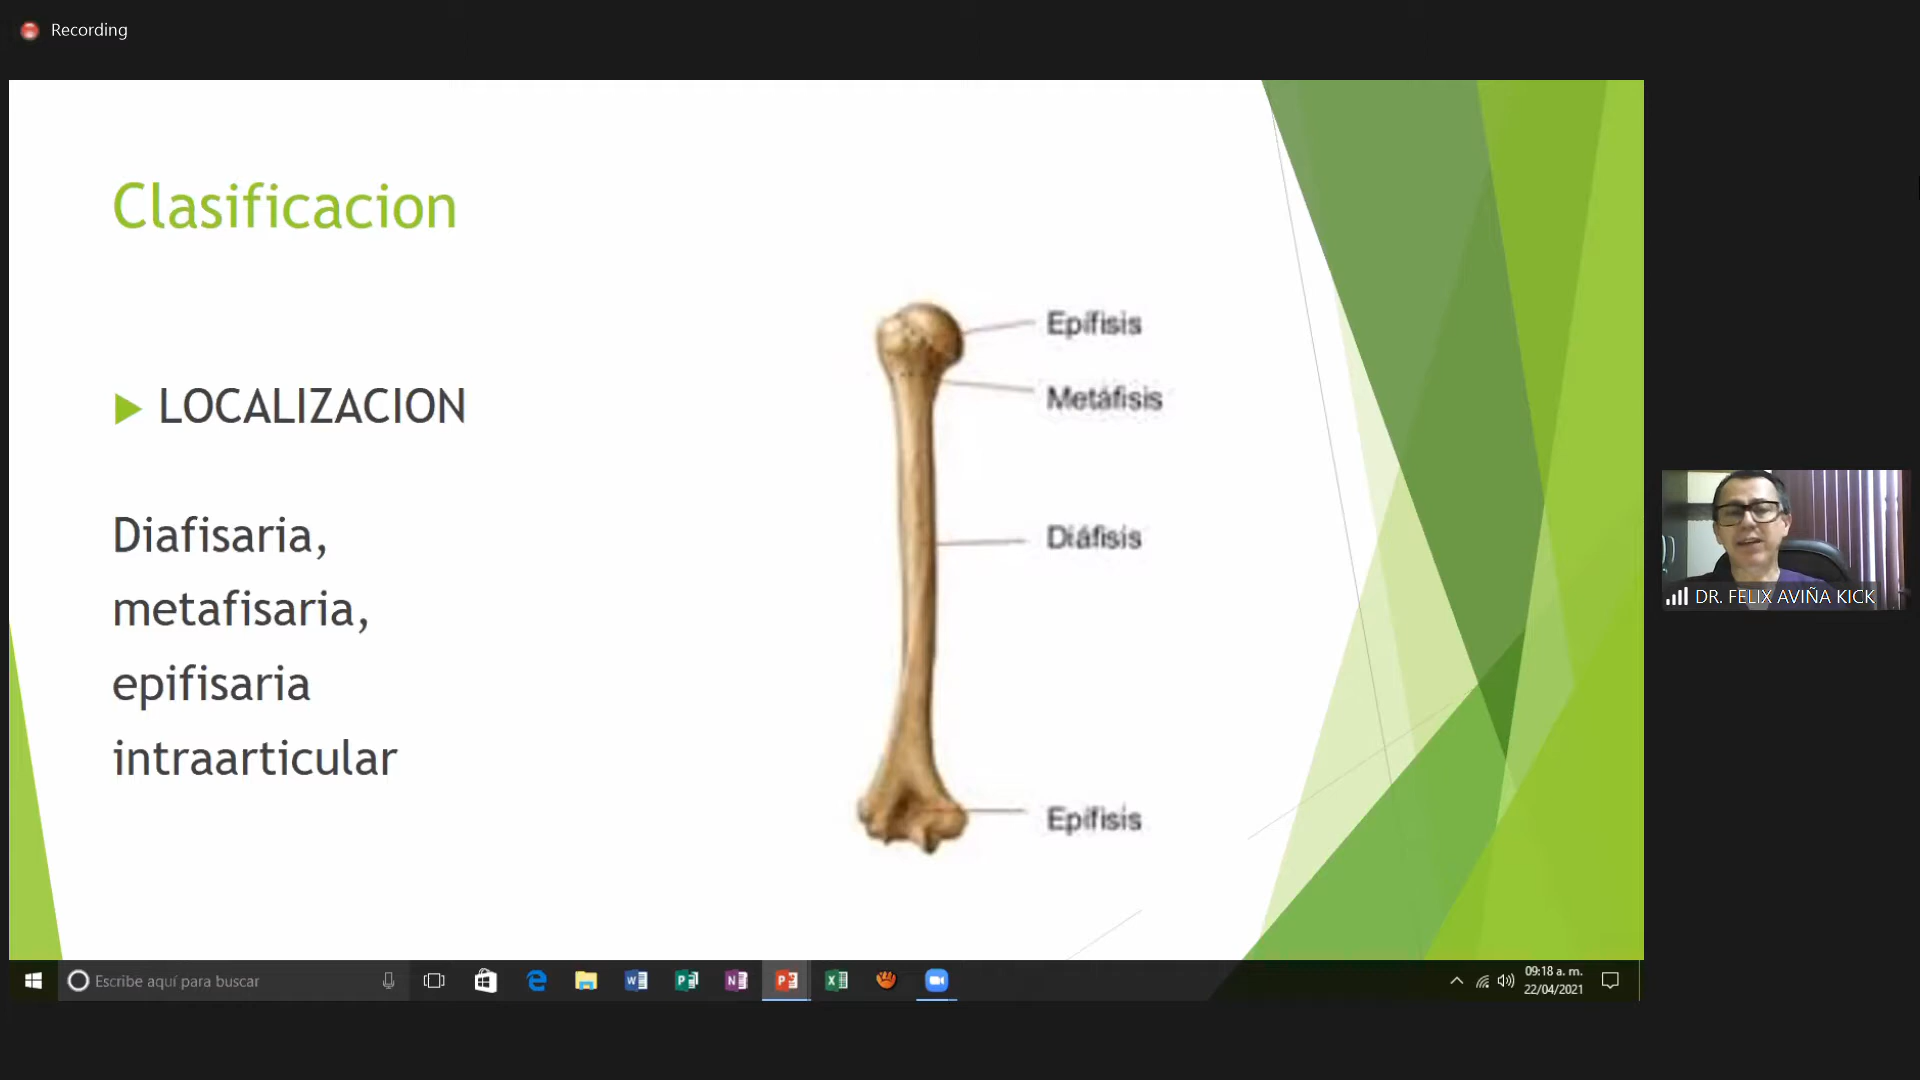 Recording
Clasificacion
LOCALIZACION
Diafisaria,
metafisaria,
epifisaria
intraarticular
Epífisis
Metáfisis
Diáfisis
Epífisis
DR. FELIX AVIÑA KICK
Escribe aquí para buscar
09:18 a. m.
22/04/2021